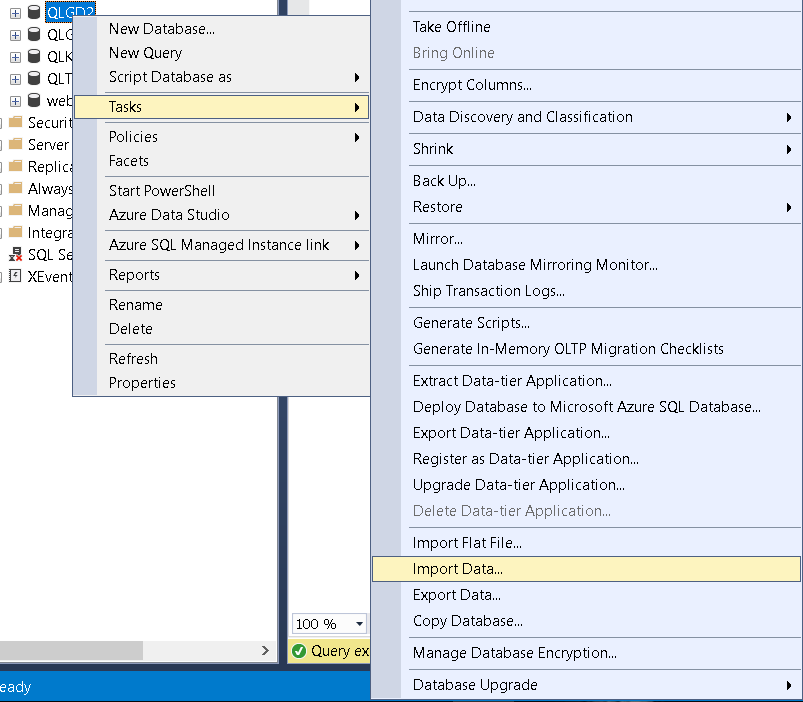 QLGD2
QLG
QLK
QLT
web
Securit
Server
Replica
Always
Manag
Integra
SQL Se
XEvent
New Database...
New Query
Script Database as
Tasks
Policies
Facets
Start PowerShell
Azure Data Studio
Azure SQL Managed Instance link
Reports
Rename
Delete
Refresh
Properties
Take Offline
Bring Online
Encrypt Columns...
Data Discovery and Classification
Shrink
Back Up...
Restore
Mirror...
Launch Database Mirroring Monitor...
Ship Transaction Logs...
Generate Scripts...
Generate In-Memory OLTP Migration Checklists
Extract Data-tier Application...
Deploy Database to Microsoft Azure SQL Database...
Export Data-tier Application...
Register as Data-tier Application...
Upgrade Data-tier Application...
Delete Data-tier Application...
Import Flat File...
Import Data...
Export Data...
Copy Database...
Manage Database Encryption...
Database Upgrade
100 %
Query ex
eady